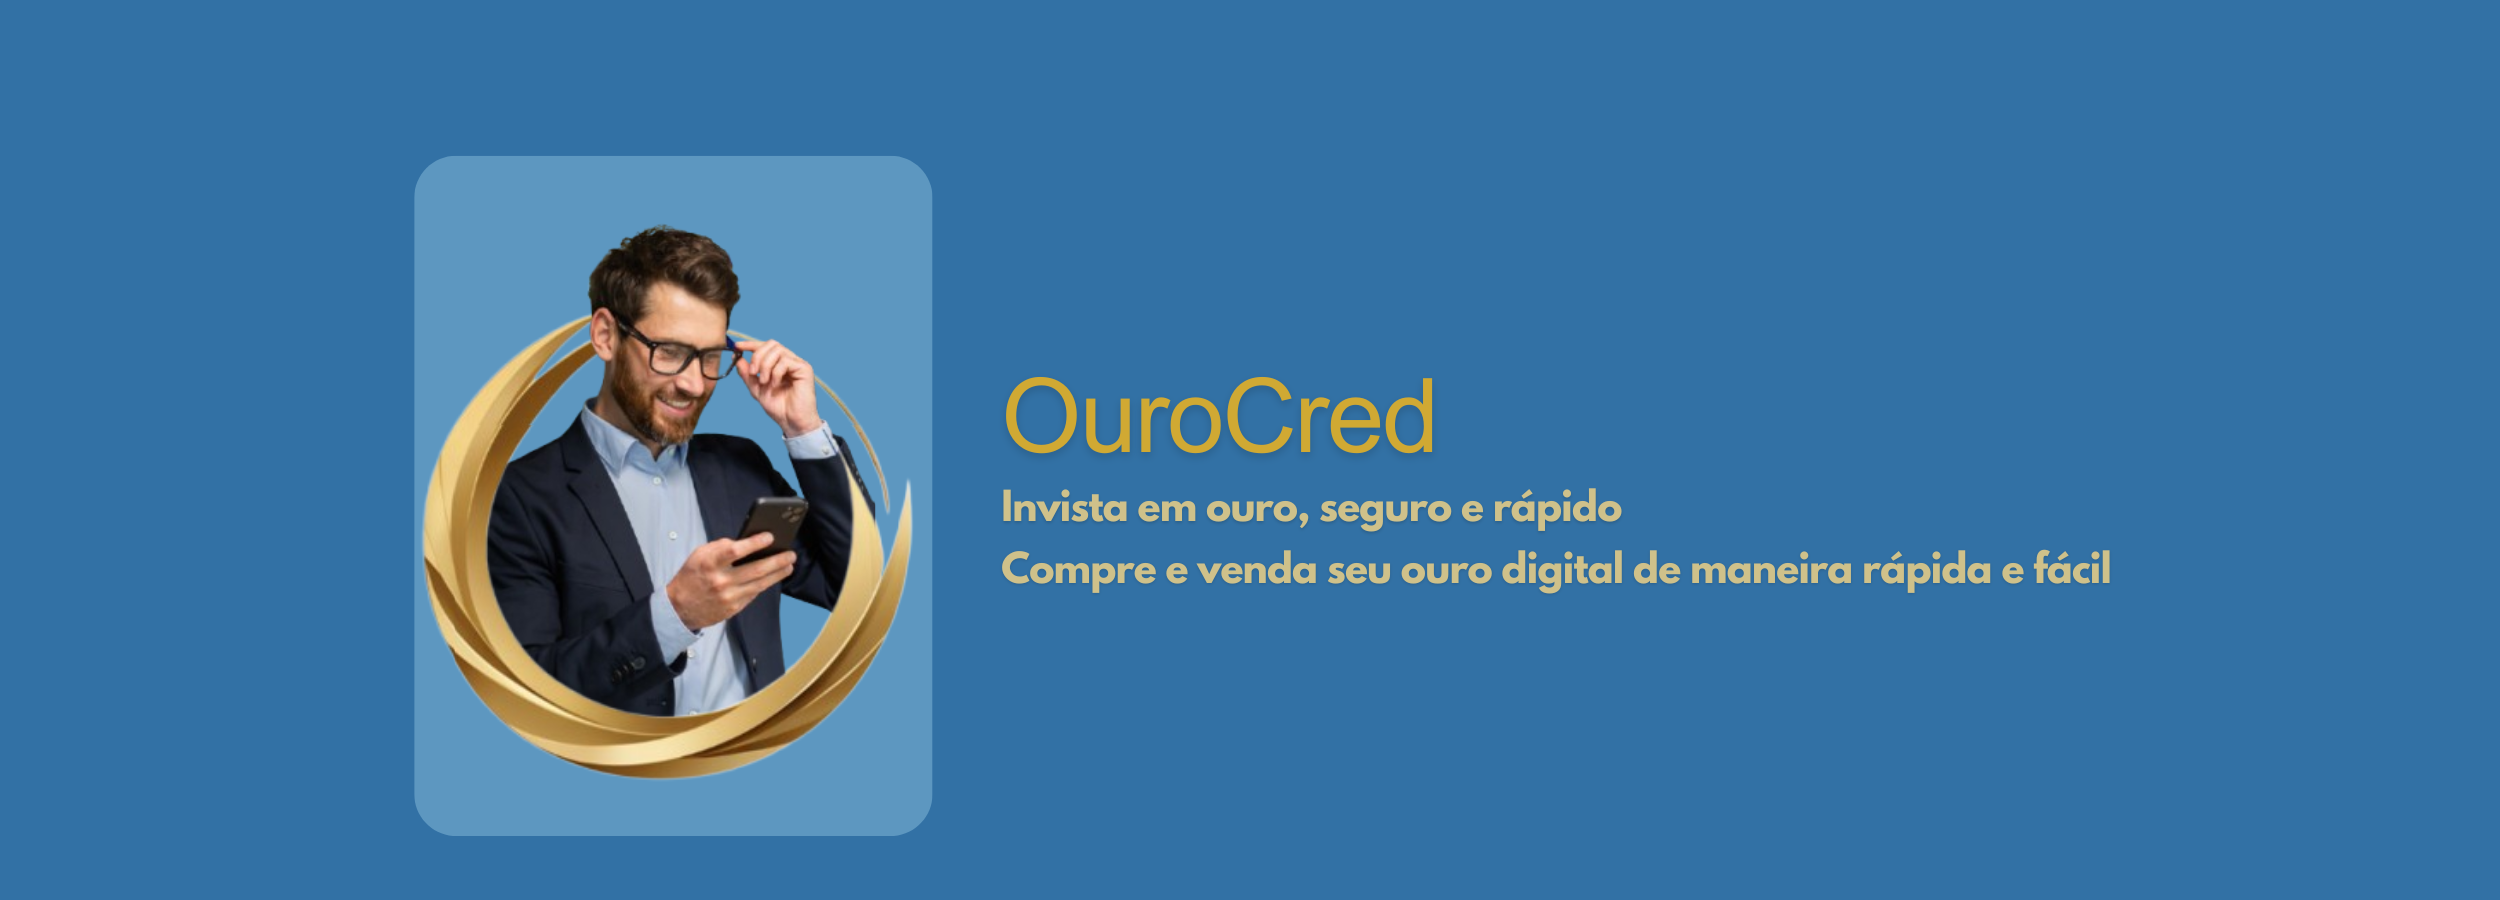 OuroCred
Invista em ouro, seguro e rápido
Compre e venda seu ouro digital de maneira rápida e fácil